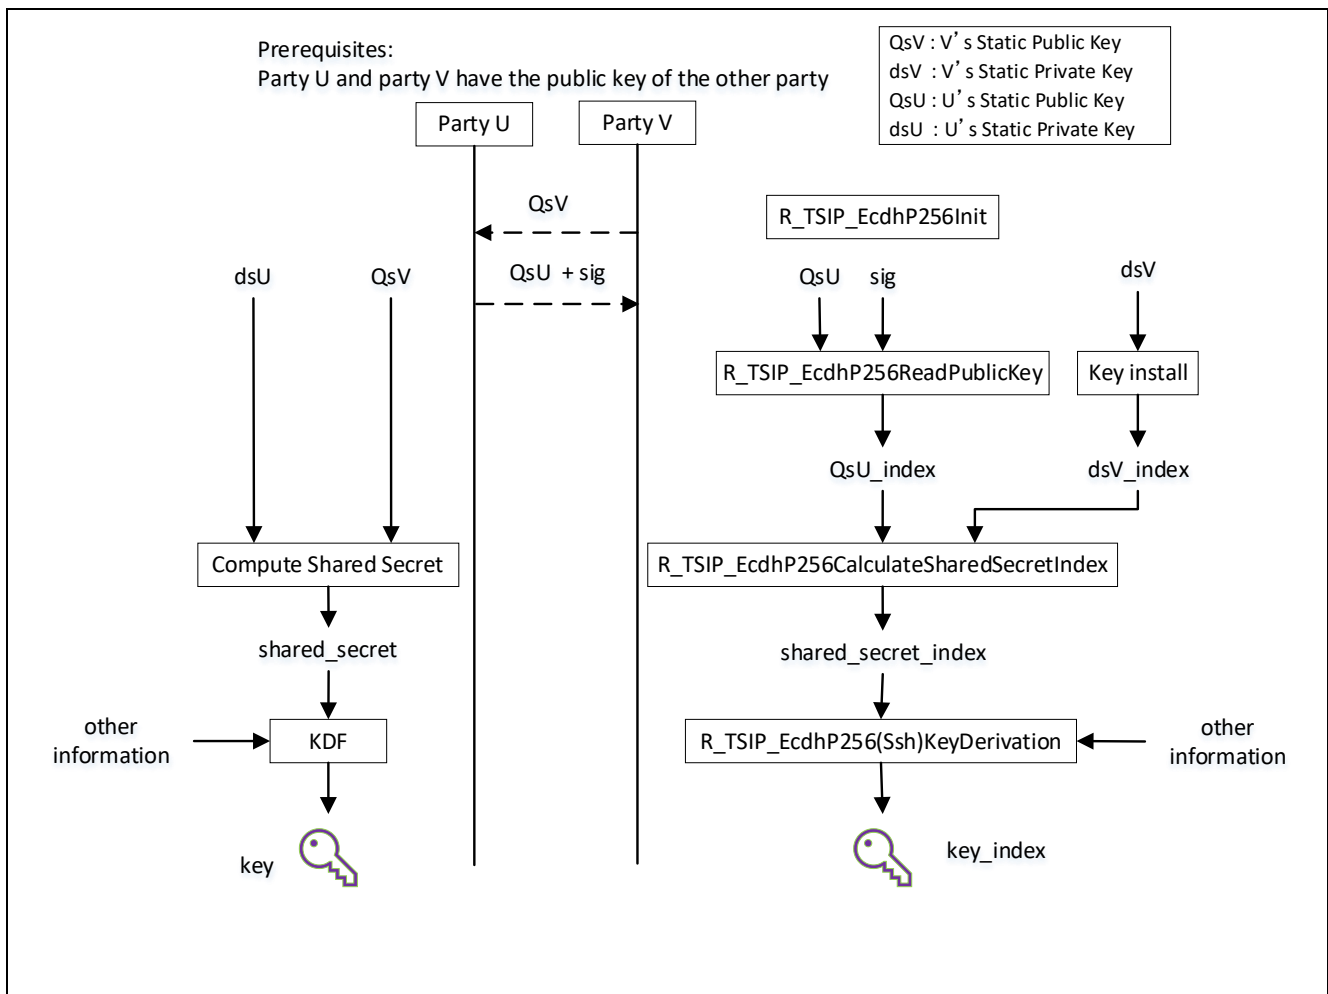 Prerequisites:
Party U and party V have the public key of the other party
QsV : V’s Static Public Key
dsV : V’s Static Private Key
QsU : U’s Static Public Key
dsU : U’s Static Private Key
Party U
Party V
QsV
R_TSIP_EcdhP256Init
dsU
QsV
QsU + sig
QsU
sig
dsV
R_TSIP_EcdhP256ReadPublicKey
Key install
QsU_index
dsV_index
Compute Shared Secret
R_TSIP_EcdhP256CalculateSharedSecretIndex
shared_secret
shared_secret_index
other
information
KDF
R_TSIP_EcdhP256(Ssh)KeyDerivation
other
information
key
key_index